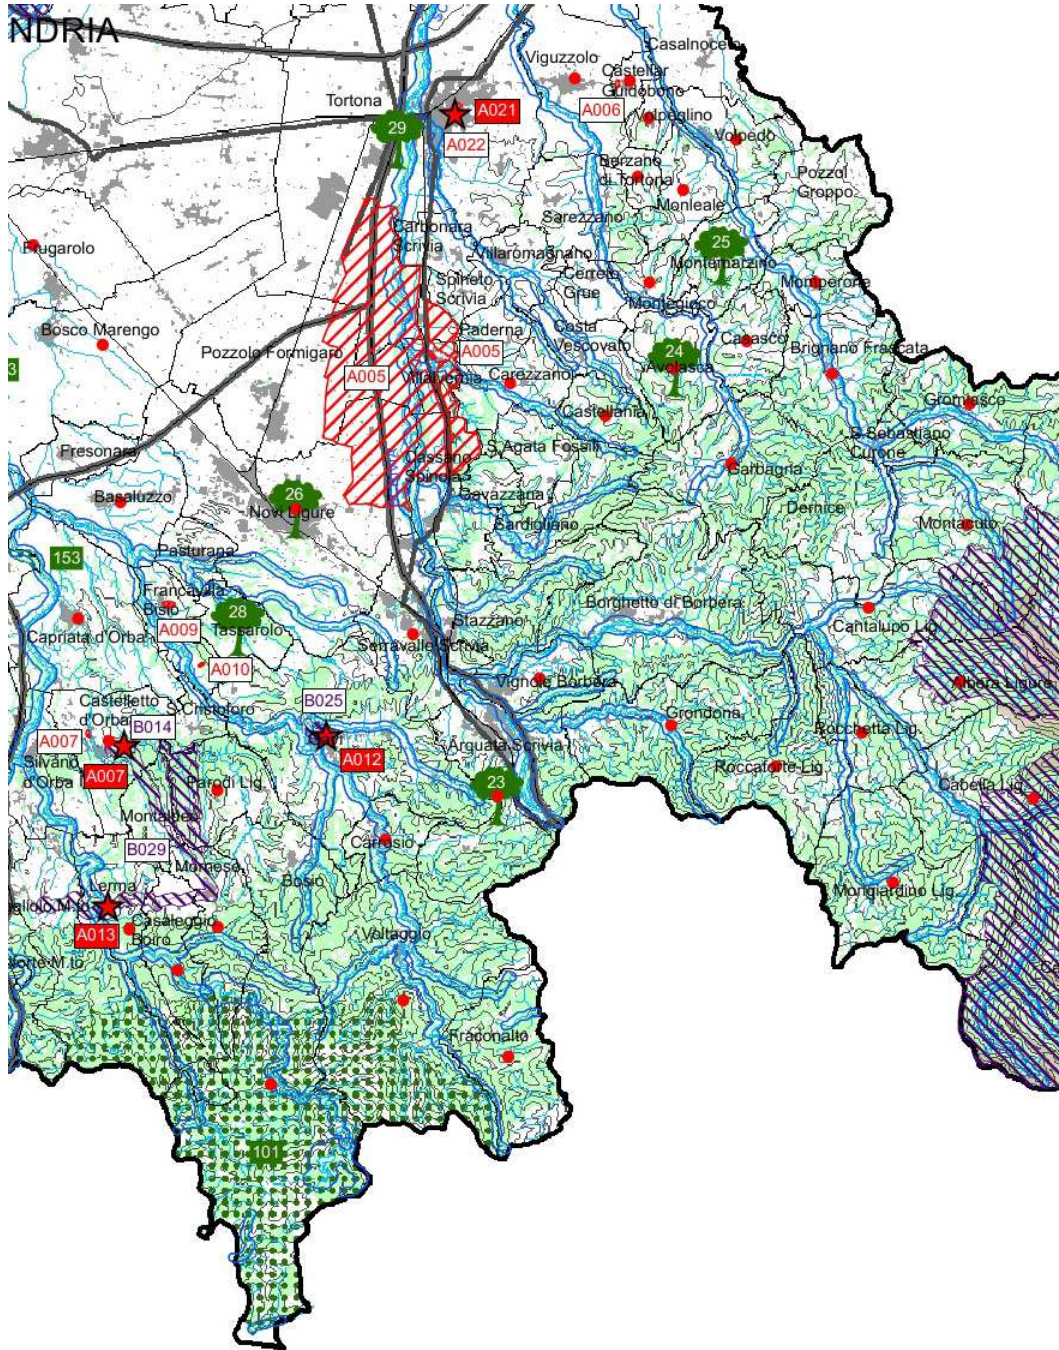 NDRIA
Casalnoceto
Viguzzolo
Castellar
Guidobono
Tortona
A021
A006
Volpeglino
29
A022
Volpedo
Berzano
di Tortona
Pozzol
Groppo
Monleale
Sarezzano
Carbonara
Scrivia
Frugarolo
25
Villaromagnano
Montemarzino
Spineto
Scrivia
Cerreto
Grue
Momperone
Montegioco
Bosco Marengo
Paderna
Costa
Vescovato
Casasco
Pozzolo Formigaro
A005
24
Brignano Frascata
3
A005
Villalvernia
Carezzano
Avolasca
Gremiasco
Castellania
S.Sebastiano
Curone
Fresonara
S.Agata Fossili
Cassano
Spinola
Garbagna
Basaluzzo
26
Novi Ligure
Gavazzana
Dernice
Sardigliano
Montacuto
Pasturana
153
Francavilla
Bisio
28
Borghetto di Borbera
Capriata d'Orba
A009
Tassarolo
Stazzano
Cantalupo Lig.
Serravalle Scrivia
A010
Vignole Borbera
Albera Ligure
Castelletto
d'Orba
B014
S.Cristoforo
B025
Grondona
Rocchetta Lig.
A007
Arquata Scrivia
A012
Silvano
d'Orba
A007
Roccaforte Lig.
Parodi Lig.
23
Cabella Lig.
Montaldeo
B029
Carrosio
Mornese
Bosio
Lerma
Mongiardino Lig.
A013
Casaleggio
Boiro
Voltaggio
Fraconalto
101